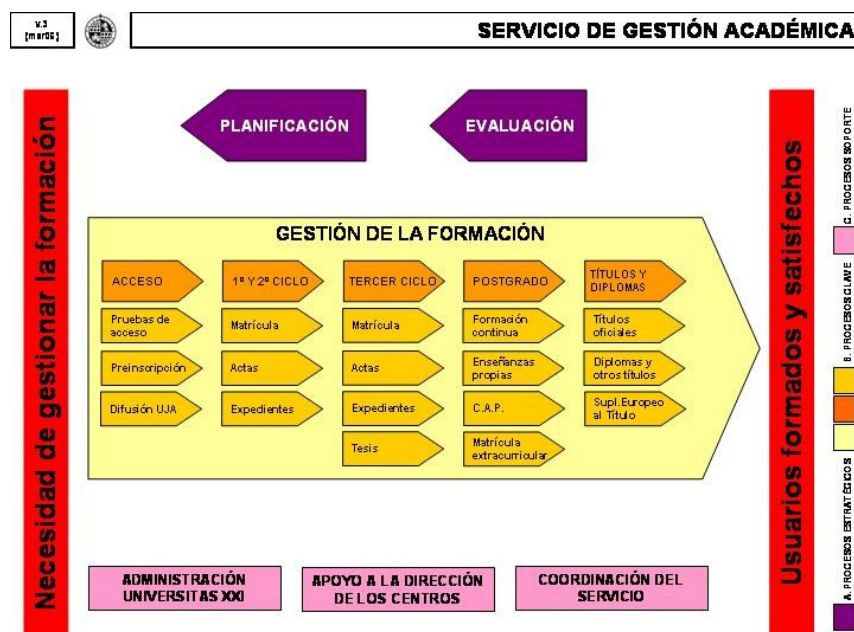 v.3
(mar06)
SERVICIO DE GESTIÓN ACADÉMICA
Necesidad de gestionar la formación
PLANIFICACIÓN
EVALUACIÓN
GESTIÓN DE LA FORMACIÓN
ACCESO
Pruebas de
acceso
Preinscripción
Difusión UJA
1º Y 2º CICLO
Matrícula
Actas
Expedientes
TERCER CICLO
Matrícula
Actas
Expedientes
Tesis
POSTGRADO
Formación
continua
Enseñanzas
propias
C.A.P.
Matrícula
extracurricular
TÍTULOS Y
DIPLOMAS
Títulos
oficiales
Diplomas y
otros títulos
Supl.Europeo
al Título
ADMINISTRACIÓN
UNIVERSITAS XXI
APOYO A LA DIRECCIÓN
DE LOS CENTROS
COORDINACIÓN DEL
SERVICIO
Usuarios formados y satisfechos
A. PROCESOS ESTRATÉGICOS
B. PROCESOS CLAVE
C. PROCESOS SOPORTE